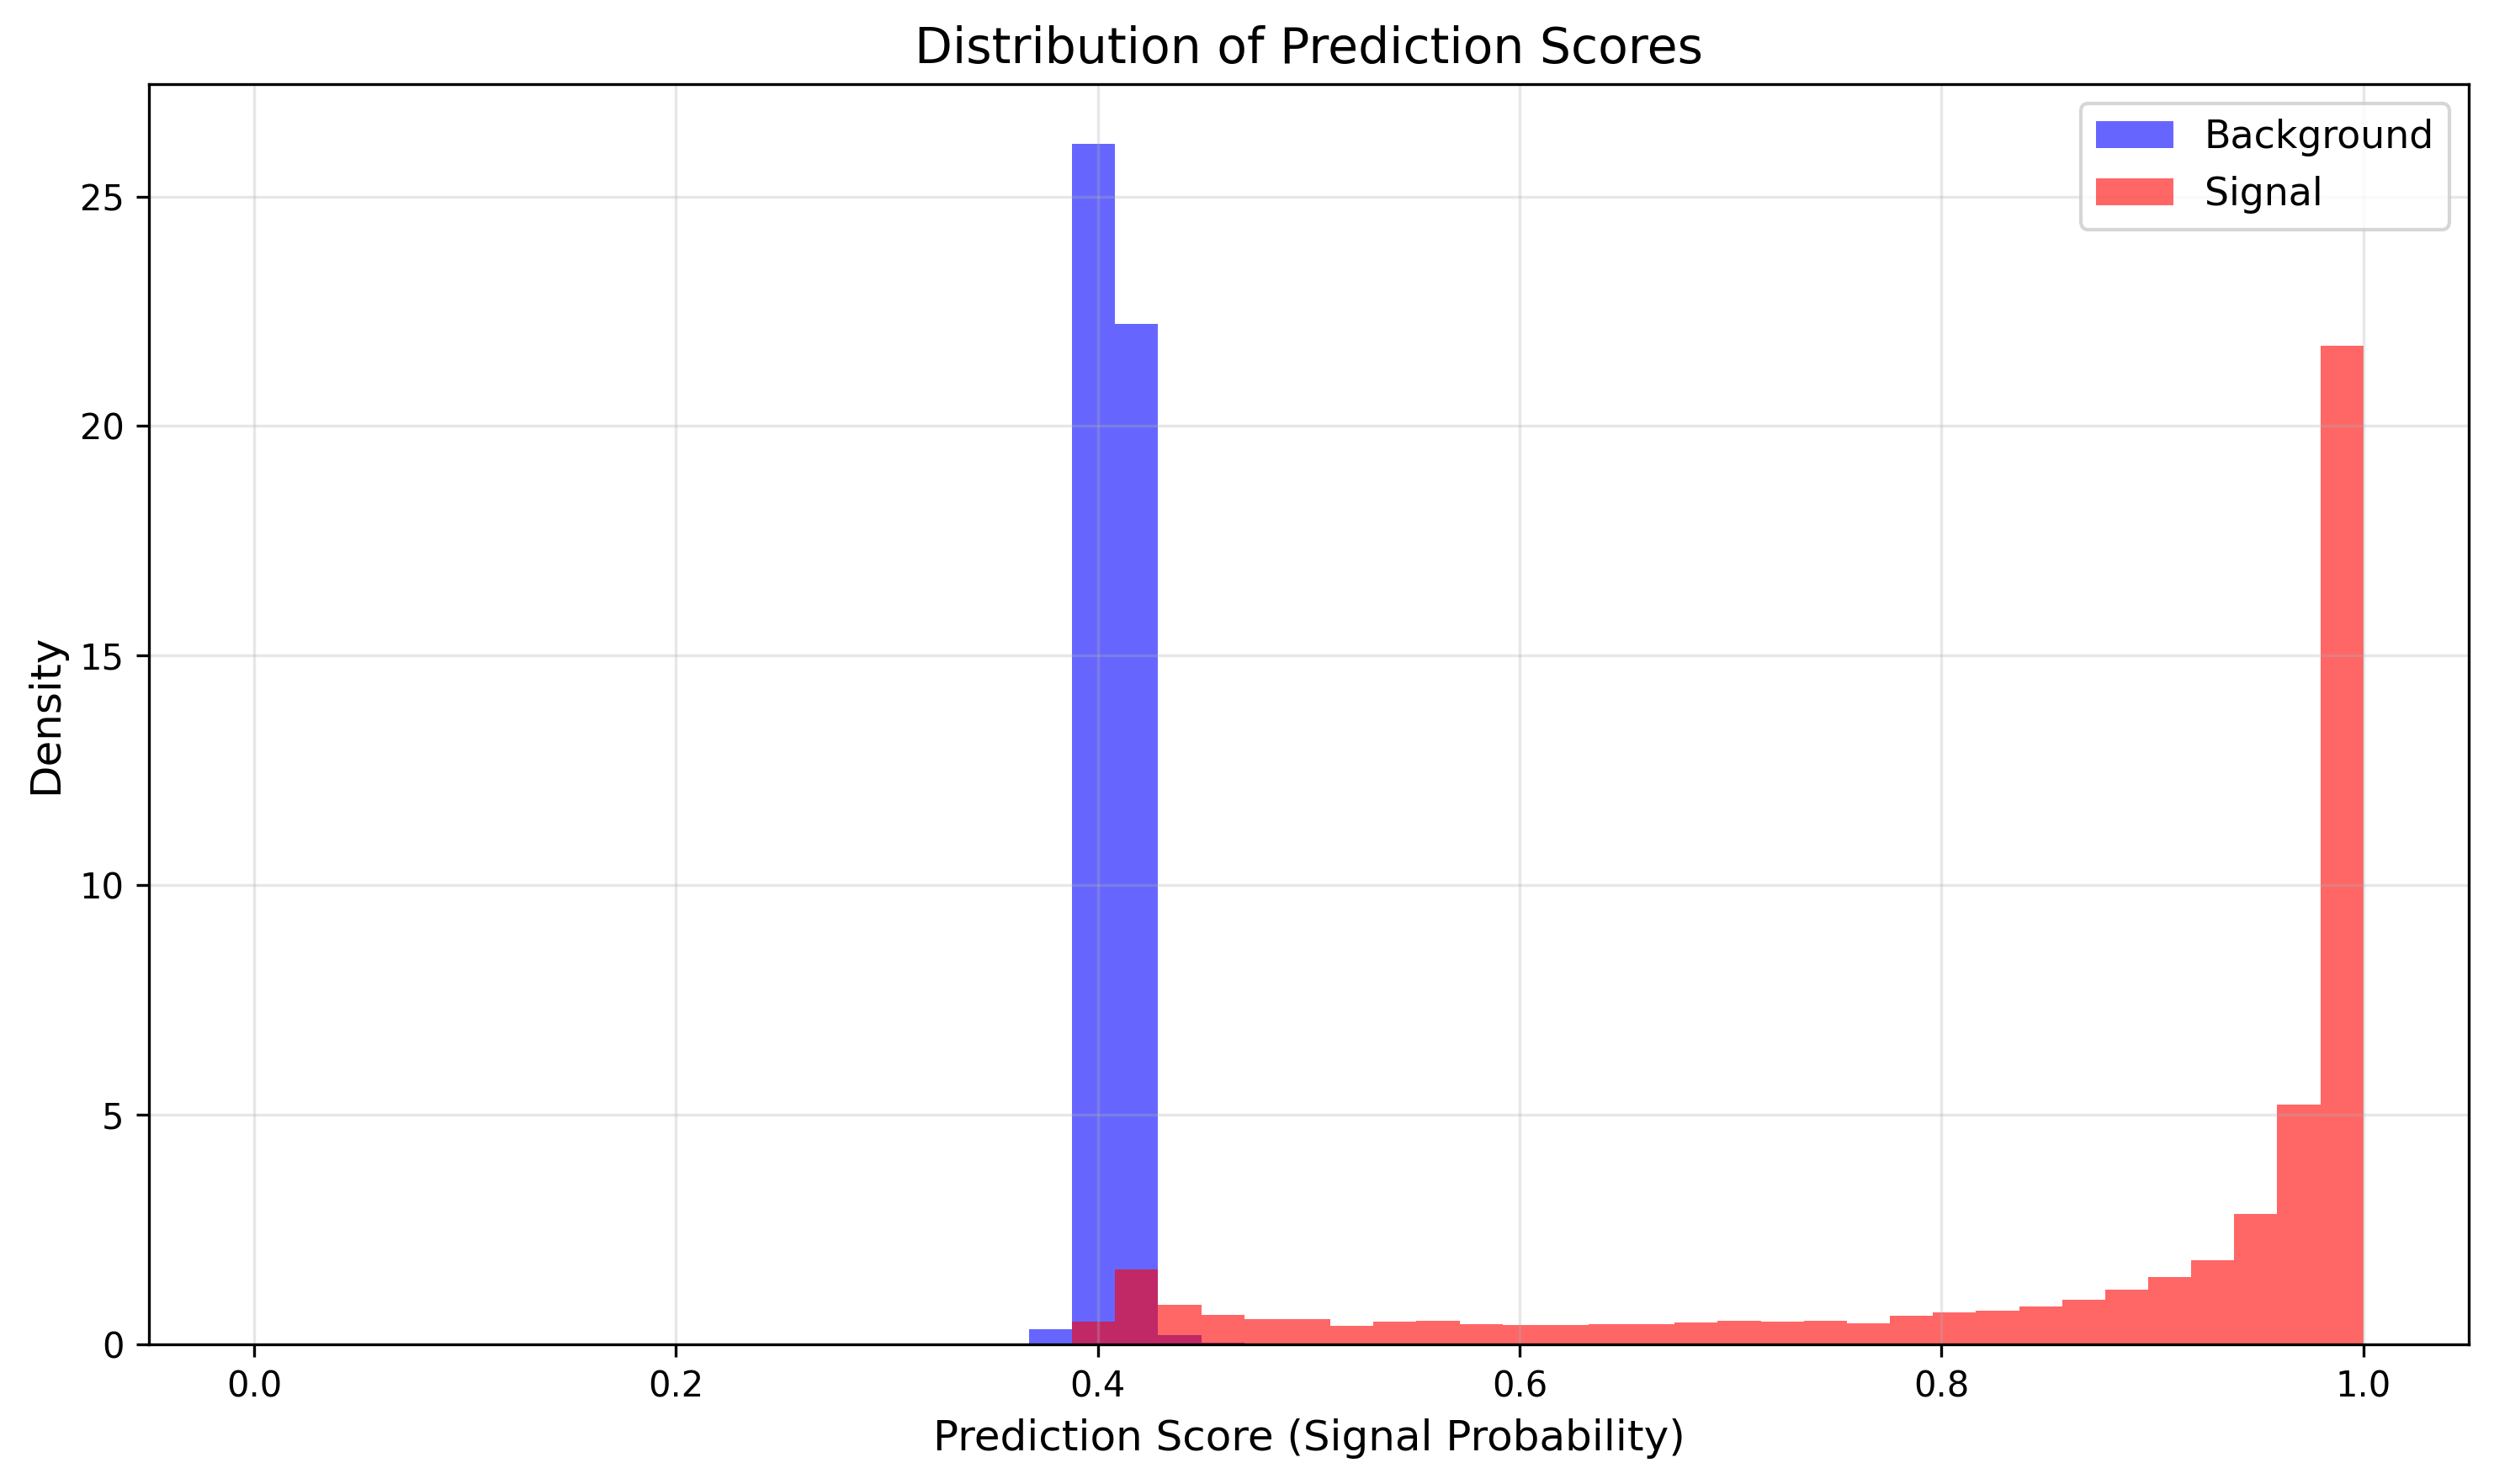 Distribution of Prediction Scores
Background
Signal
Density
25
20
15
10
5
0
0.0 0.2 0.4 0.6 0.8 1.0
Prediction Score (Signal Probability)